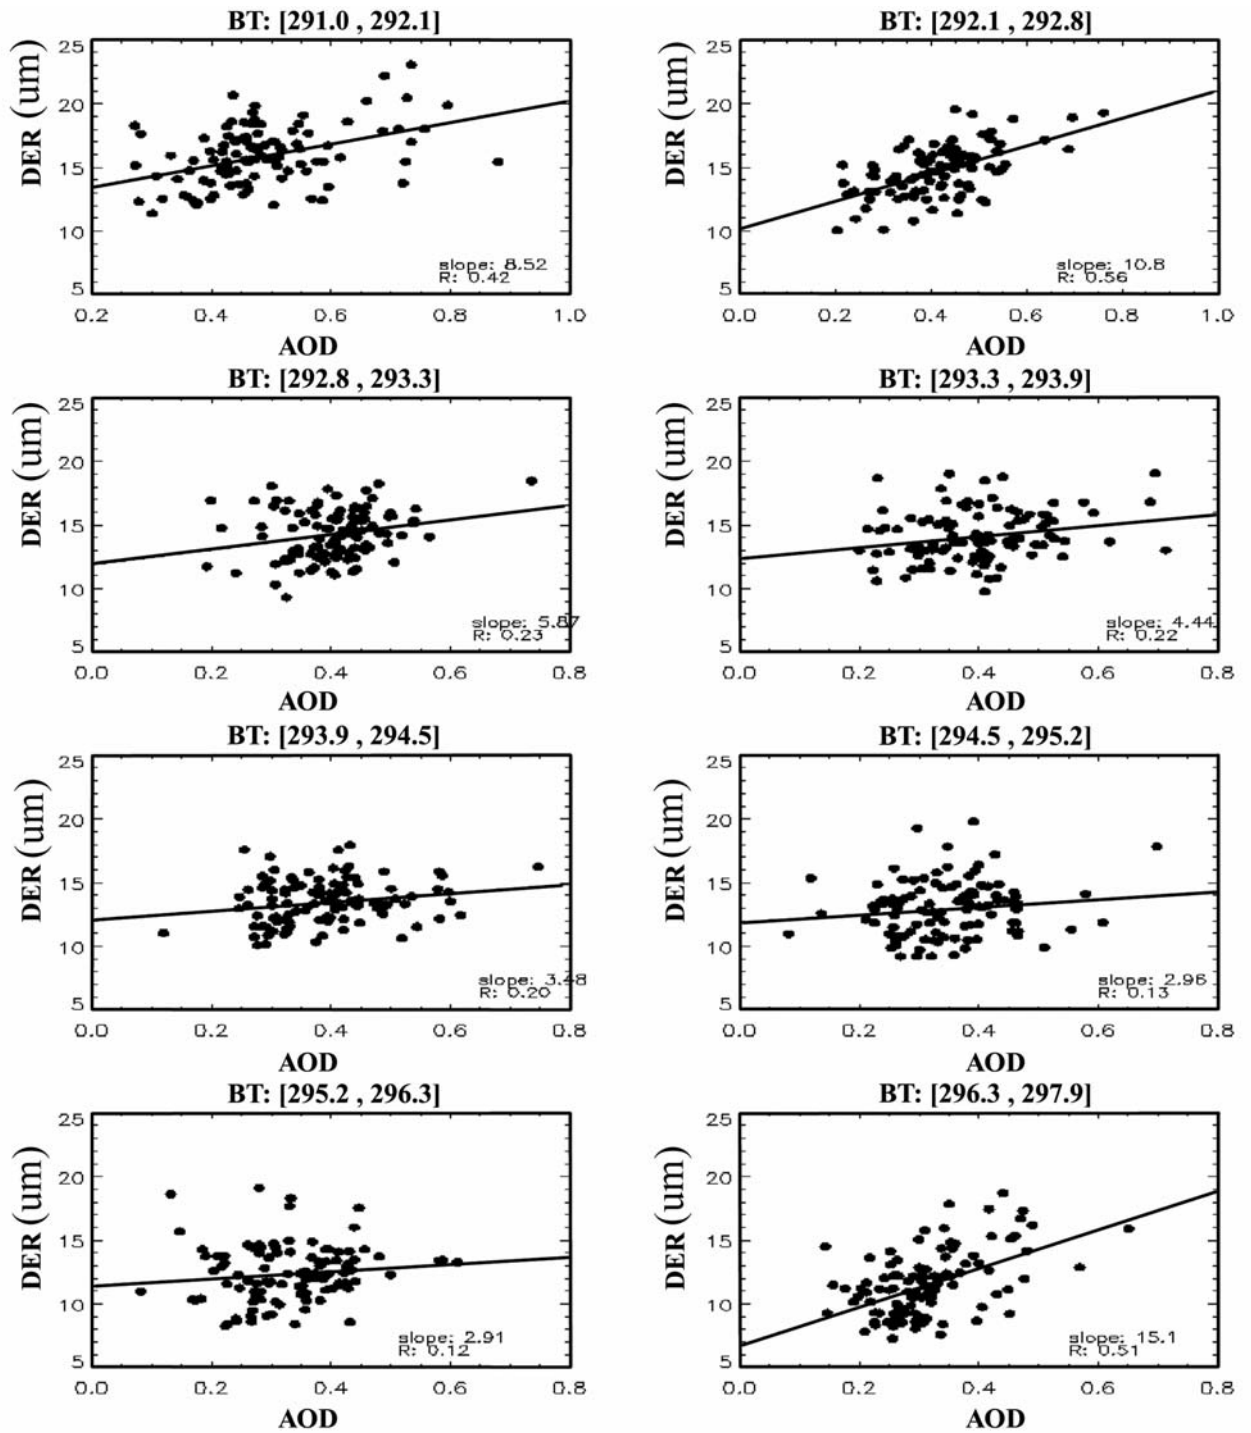 BT: [291.0 , 292.1]
DER (um)
25
20
15
10
5
slope: 8.52
R: 0.42
0.2 0.4 0.6 0.8 1.0
AOD
BT: [292.1 , 292.8]
DER (um)
25
20
15
10
5
slope: 10.8
R: 0.56
0.0 0.2 0.4 0.6 0.8 1.0
AOD
BT: [292.8 , 293.3]
DER (um)
25
20
15
10
5
slope: 5.87
R: 0.23
0.0 0.2 0.4 0.6 0.8
AOD
BT: [293.3 , 293.9]
DER (um)
25
20
15
10
5
slope: 4.44
R: 0.22
0.0 0.2 0.4 0.6 0.8
AOD
BT: [293.9 , 294.5]
DER (um)
25
20
15
10
5
slope: 3.48
R: 0.20
0.0 0.2 0.4 0.6 0.8
AOD
BT: [294.5 , 295.2]
DER (um)
25
20
15
10
5
slope: 2.96
R: 0.13
0.0 0.2 0.4 0.6 0.8
AOD
BT: [295.2 , 296.3]
DER (um)
25
20
15
10
5
slope: 2.91
R: 0.12
0.0 0.2 0.4 0.6 0.8
AOD
BT: [296.3 , 297.9]
DER (um)
25
20
15
10
5
slope: 15.1
R: 0.51
0.0 0.2 0.4 0.6 0.8
AOD